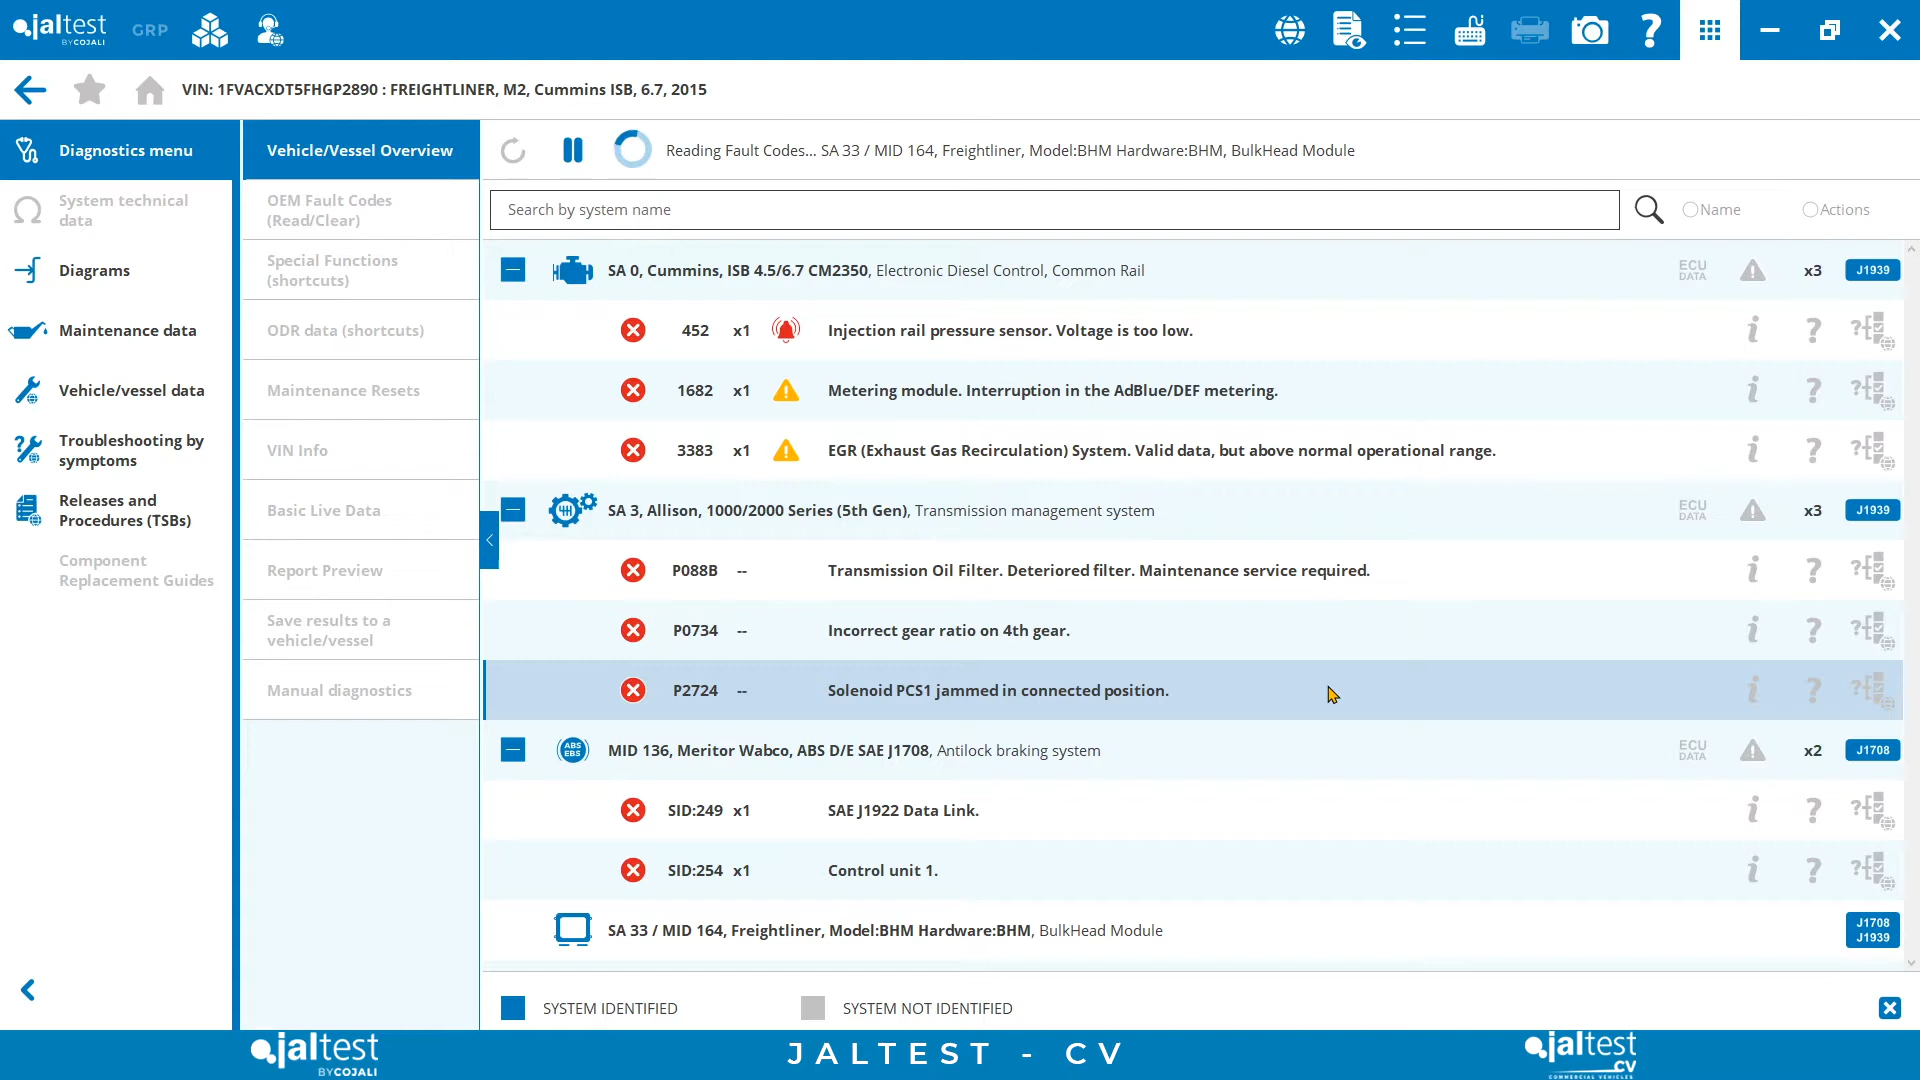 jaltest
BYCOJALI
GRP
VIN: 1FVACXDT5FHGP2890 : FREIGHTLINER, M2, Cummins ISB, 6.7, 2015
Diagnostics menu
System technical
data
Diagrams
Maintenance data
Vehicle/vessel data
Troubleshooting by
symptoms
Releases and
Procedures (TSBs)
Component
Replacement Guides
Vehicle/Vessel Overview
OEM Fault Codes
(Read/Clear)
Special Functions
(shortcuts)
ODR data (shortcuts)
Maintenance Resets
VIN Info
Basic Live Data
Report Preview
Save results to a
vehicle/vessel
Manual diagnostics
Reading Fault Codes... SA 33 / MID 164, Freightliner, Model:BHM Hardware:BHM, BulkHead Module
Search by system name
Name
Actions
SA 0, Cummins, ISB 4.5/6.7 CM2350, Electronic Diesel Control, Common Rail
ECU
DATA
x3
J1939
452 x1 Injection rail pressure sensor. Voltage is too low.
1682 x1 Metering module. Interruption in the AdBlue/DEF metering.
3383 x1 EGR (Exhaust Gas Recirculation) System. Valid data, but above normal operational range.
SA 3, Allison, 1000/2000 Series (5th Gen), Transmission management system
ECU
DATA
x3
J1939
P088B -- Transmission Oil Filter. Deteriored filter. Maintenance service required.
P0734 -- Incorrect gear ratio on 4th gear.
P2724 -- Solenoid PCS1 jammed in connected position.
ABS
EBS
MID 136, Meritor Wabco, ABS D/E SAE J1708, Antilock braking system
ECU
DATA
x2
J1708
SID:249 x1 SAE J1922 Data Link.
SID:254 x1 Control unit 1.
SA 33 / MID 164, Freightliner, Model:BHM Hardware:BHM, BulkHead Module
J1708
J1939
SYSTEM IDENTIFIED
SYSTEM NOT IDENTIFIED
jaltest
BYCOJALI
JALTEST - CV
jaltest
CV
COMMERCIAL VEHICLES